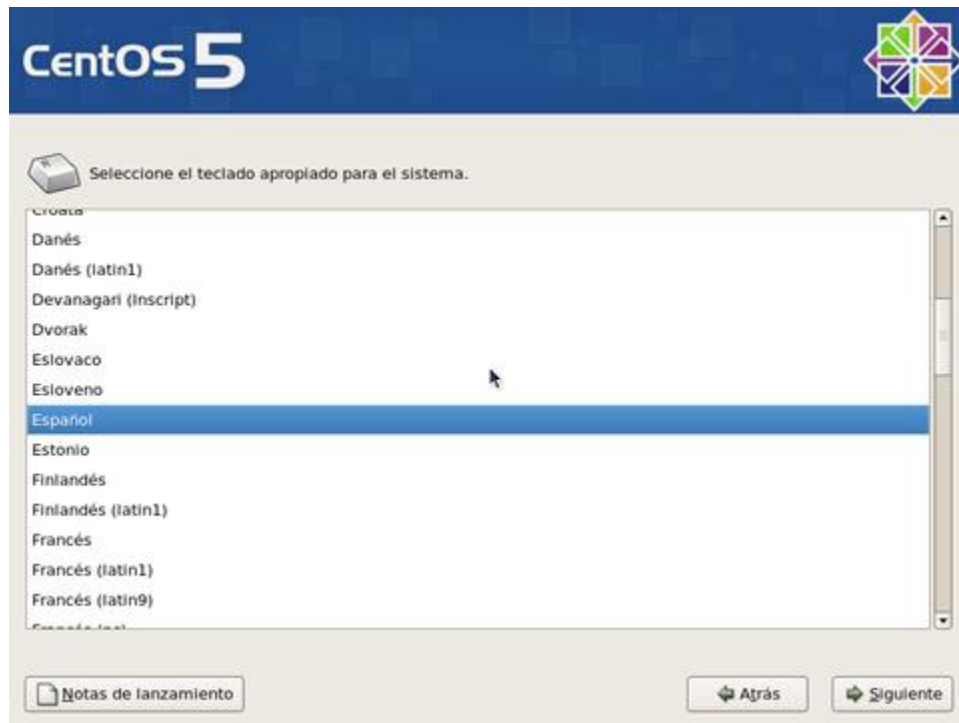 CentOS 5
Seleccione el teclado apropiado para el sistema.
Croata
Danés
Danés (latin1)
Devanagari (Inscript)
Dvorak
Eslovaco
Esloveno
Español
Estonio
Finlandés
Finlandés (latin1)
Francés
Francés (latin1)
Francés (latin9)
Notas de lanzamiento
Atrás
Siguiente